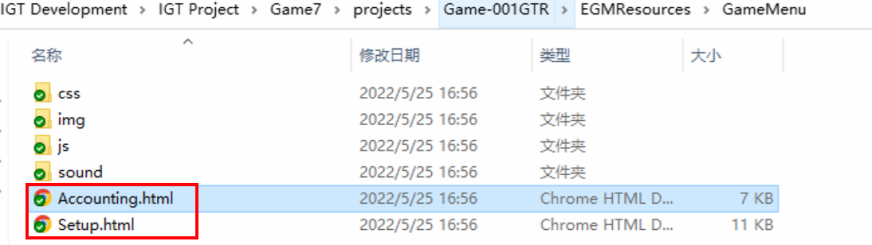 IGT Development > IGT Project > Game7 > projects > Game-001GTR > EGMResources > GameMenu
名称 修改日期 类型 大小
css 2022/5/25 16:56 文件夹
img 2022/5/25 16:56 文件夹
js 2022/5/25 16:56 文件夹
sound 2022/5/25 16:56 文件夹
Accounting.html 2022/5/25 16:56 Chrome HTML D... 7 KB
Setup.html 2022/5/25 16:56 Chrome HTML D... 11 KB